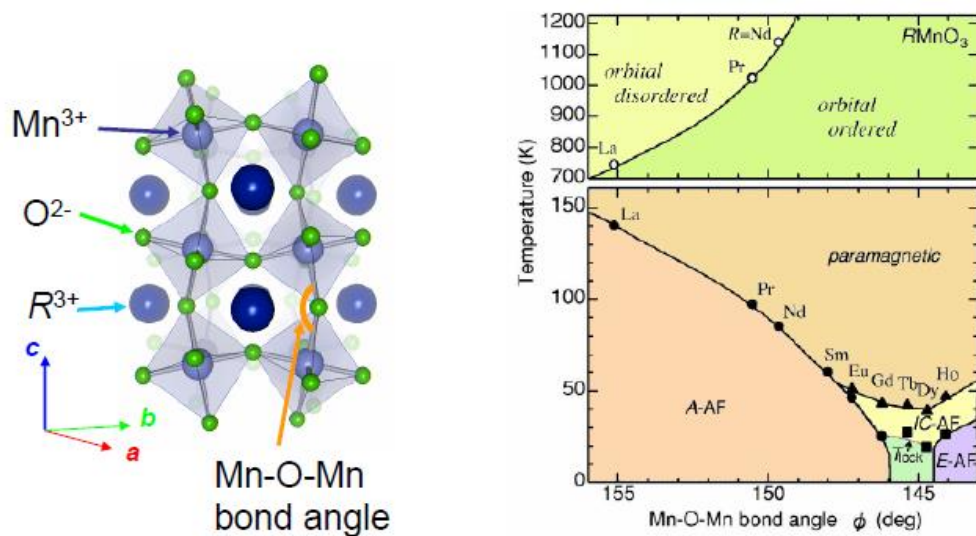 Mn3+
O2-
R3+
c
b
a
Mn-O-Mn
bond angle
1200
1100
1000
900
800
700
R=Nd
RMnO3
Pr
orbital
disordered
orbital
ordered
La
Temperature (K)
150
100
50
0
La
paramagnetic
Pr
Nd
Sm
Eu
Gd
Tb
Dy
Ho
A-AF
IC-AF
Tlock
E-AF
155
150
145
Mn-O-Mn bond angle ϕ (deg)